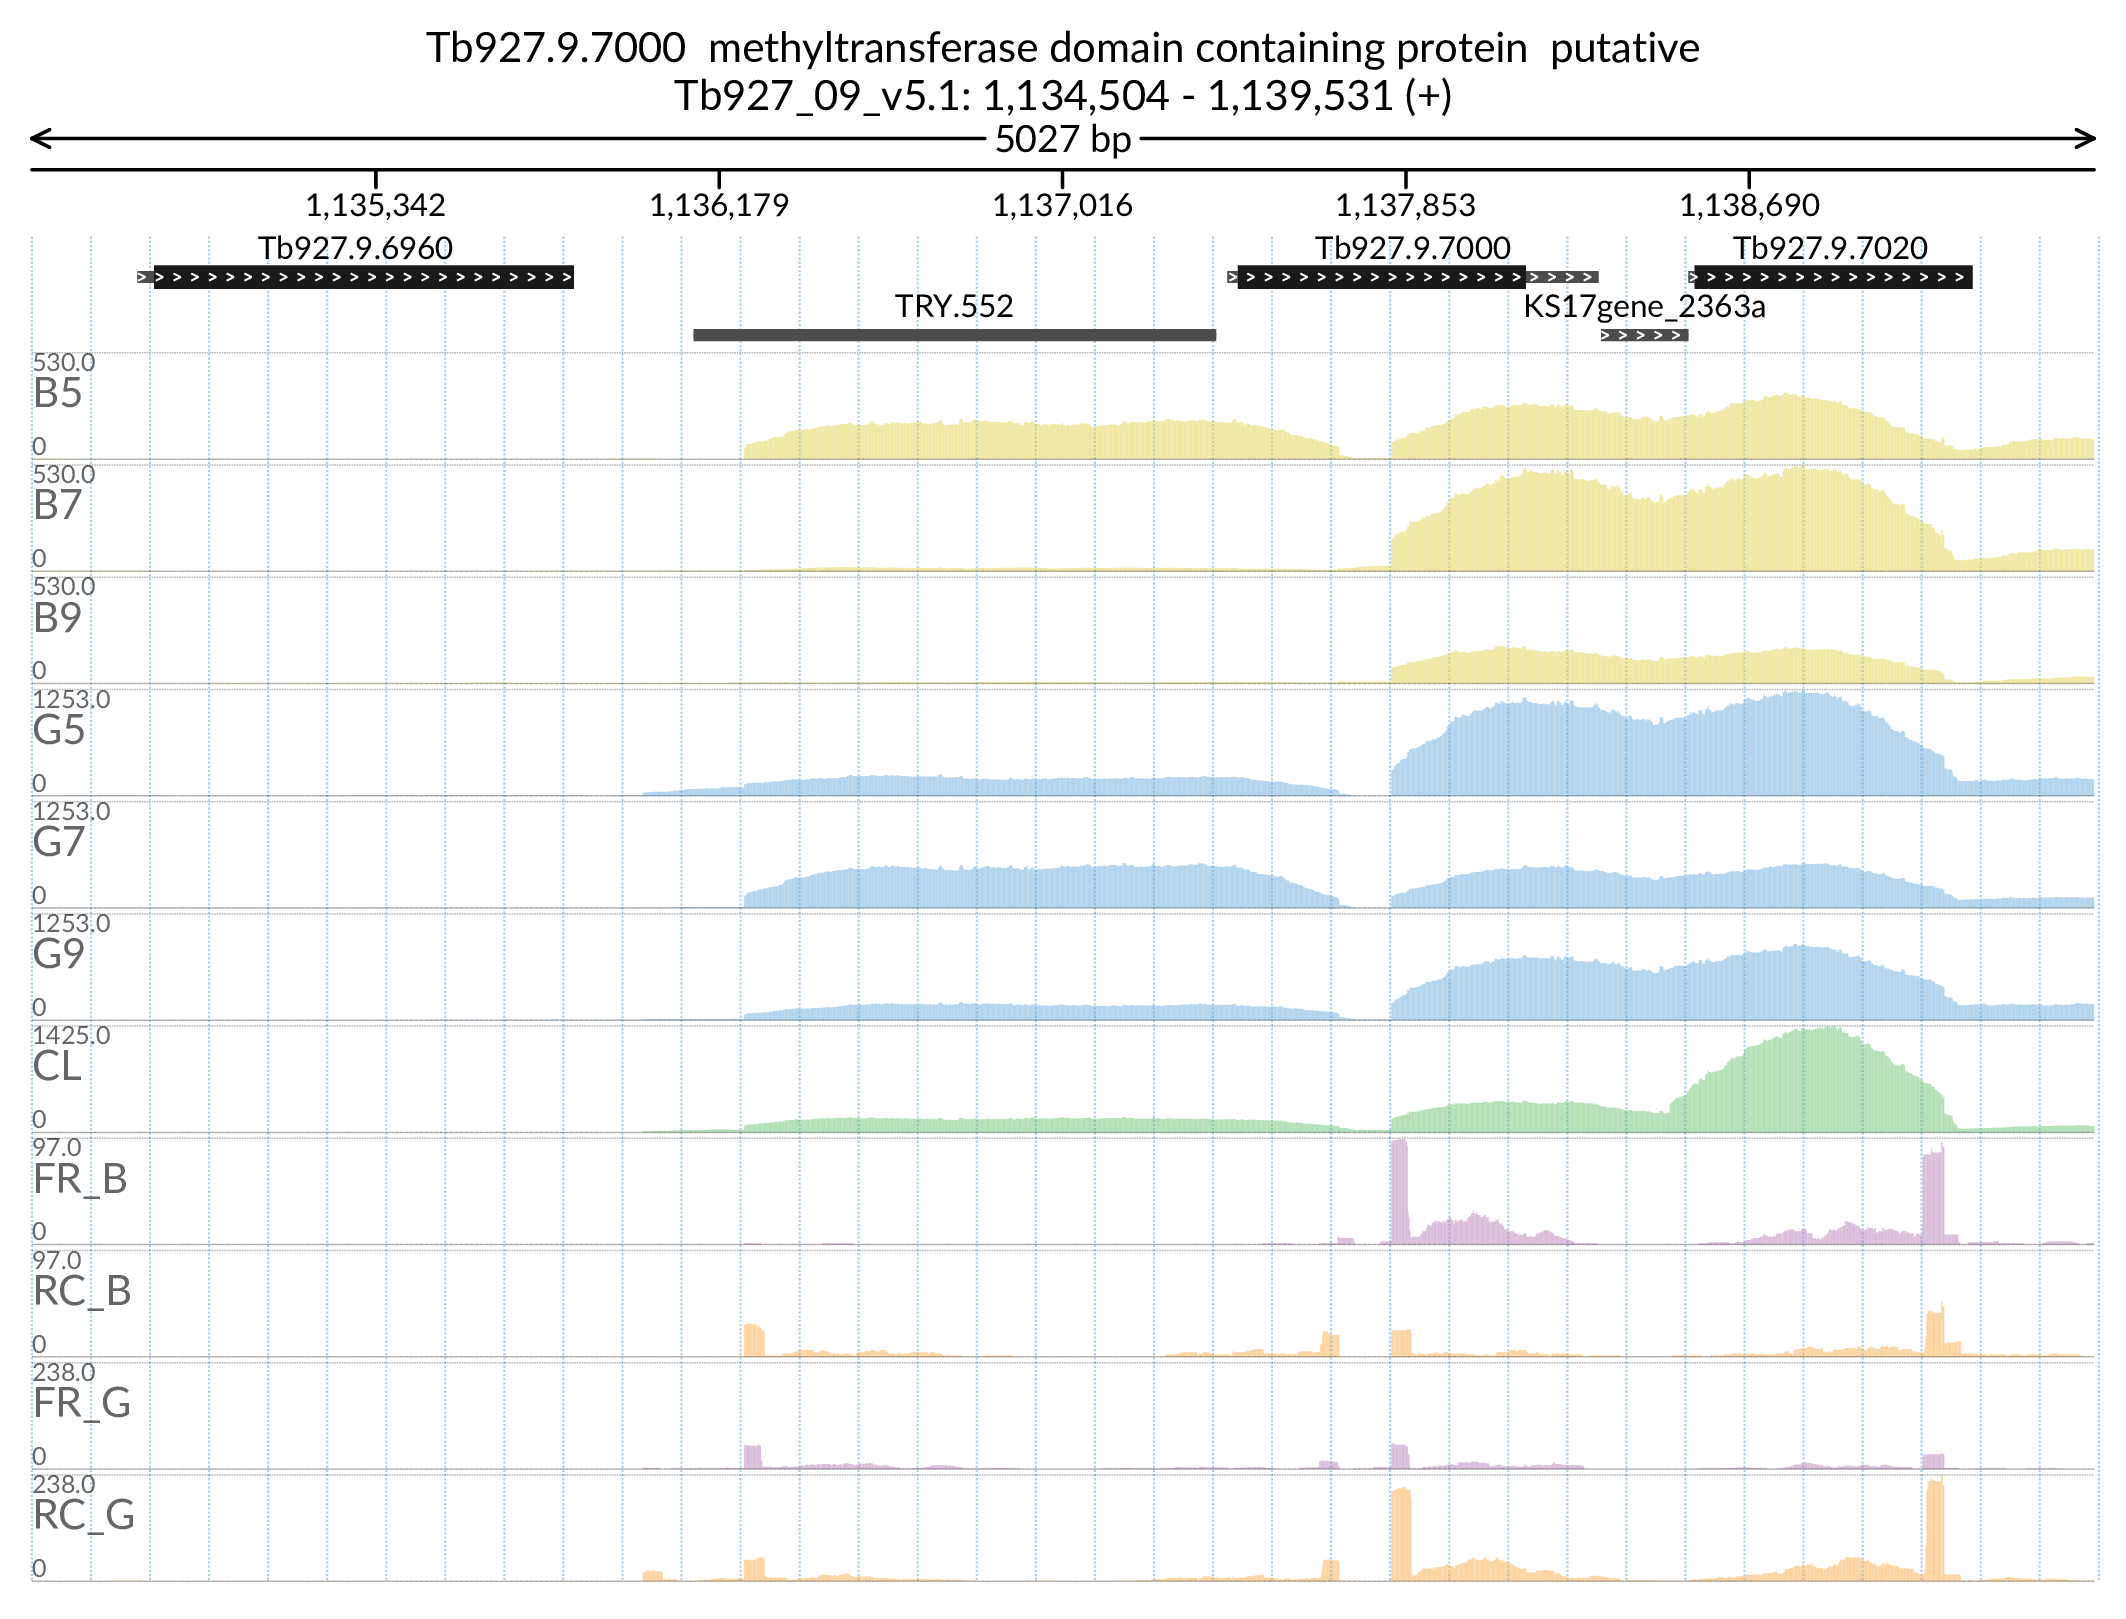 Tb927.9.7000  methyltransferase domain containing protein  putative
Tb927_09_v5.1: 1,134,504 - 1,139,531 (+)
5027 bp
1,135,342 1,136,179 1,137,016 1,137,853 1,138,690
Tb927.9.6960 Tb927.9.7000 Tb927.9.7020
TRY.552 KS17gene_2363a
530.0
B5
0
530.0
B7
0
530.0
B9
0
1253.0
G5
0
1253.0
G7
0
1253.0
G9
0
1425.0
CL
0
97.0
FR_B
0
97.0
RC_B
0
238.0
FR_G
0
238.0
RC_G
0